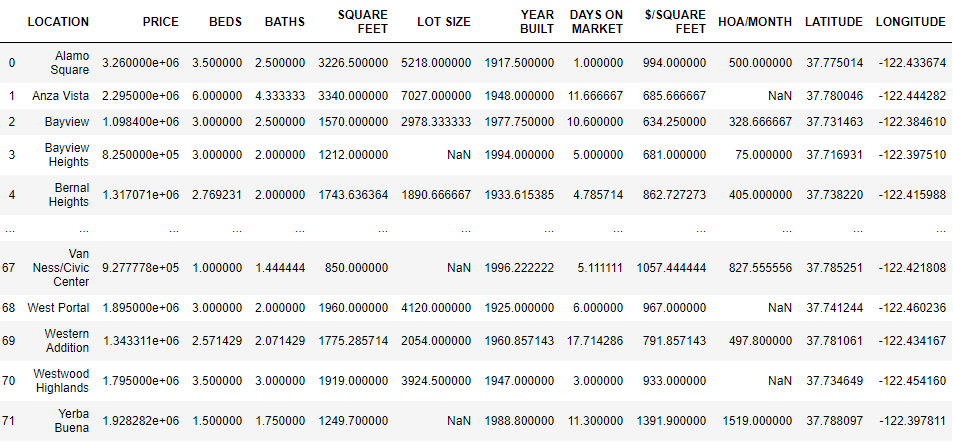 LOCATION PRICE BEDS BATHS SQUARE FEET LOT SIZE YEAR BUILT DAYS ON MARKET $/SQUARE FEET HOA/MONTH LATITUDE LONGITUDE
0 Alamo Square 3.260000e+06 3.500000 2.500000 3226.500000 5218.000000 1917.500000 1.000000 994.000000 500.000000 37.775014 -122.433674
1 Anza Vista 2.295000e+06 6.000000 4.333333 3340.000000 7027.000000 1948.000000 11.666667 685.666667 NaN 37.780046 -122.444282
2 Bayview 1.098400e+06 3.000000 2.500000 1570.000000 2978.333333 1977.750000 10.600000 634.250000 328.666667 37.731463 -122.384610
3 Bayview Heights 8.250000e+05 3.000000 2.000000 1212.000000 NaN 1994.000000 5.000000 681.000000 75.000000 37.716931 -122.397510
4 Bernal Heights 1.317071e+06 2.769231 2.000000 1743.636364 1890.666667 1933.615385 4.785714 862.727273 405.000000 37.738220 -122.415988
... ... ... ... ... ... ... ... ... ... ... ... ...
67 Van Ness/Civic Center 9.277778e+05 1.000000 1.444444 850.000000 NaN 1996.222222 5.111111 1057.444444 827.555556 37.785251 -122.421808
68 West Portal 1.895000e+06 3.000000 2.000000 1960.000000 4120.000000 1925.000000 6.000000 967.000000 NaN 37.741244 -122.460236
69 Western Addition 1.343311e+06 2.571429 2.071429 1775.285714 2054.000000 1960.857143 17.714286 791.857143 497.800000 37.781061 -122.434167
70 Westwood Highlands 1.795000e+06 3.500000 3.000000 1919.000000 3924.500000 1947.000000 3.000000 933.000000 NaN 37.734649 -122.454160
71 Yerba Buena 1.928282e+06 1.500000 1.750000 1249.700000 NaN 1988.800000 11.300000 1391.900000 1519.000000 37.788097 -122.397811